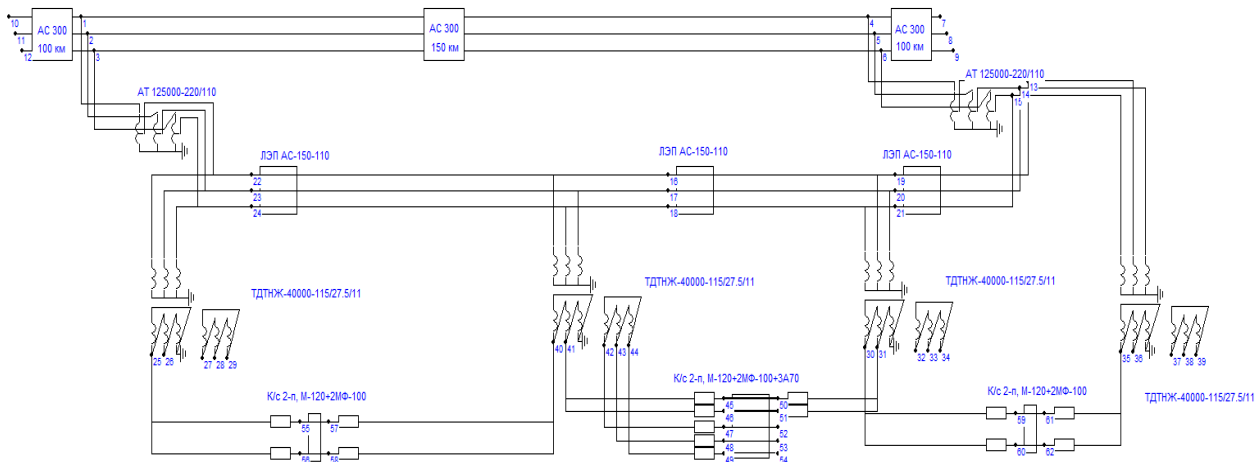 10
11
12
АС 300
100 км
1
2
3
АС 300
150 км
4
5
6
АС 300
100 км
7
8
9
АТ 125000-220/110
АТ 125000-220/110
13
14
15
ЛЭП АС-150-110
22
23
24
ЛЭП АС-150-110
16
17
18
ЛЭП АС-150-110
19
20
21
ТДТНЖ-40000-115/27.5/11
25 26
27 28 29
ТДТНЖ-40000-115/27.5/11
40 41
42 43 44
ТДТНЖ-40000-115/27.5/11
30 31
32 33 34
35 36
37 38 39
ТДТНЖ-40000-115/27.5/11
К/с 2-п, М-120+2МФ-100
55 57
56 58
К/с 2-п, М-120+2МФ-100+3А70
45 50
46 51
47 52
48 53
49 54
К/с 2-п, М-120+2МФ-100
59 61
60 62